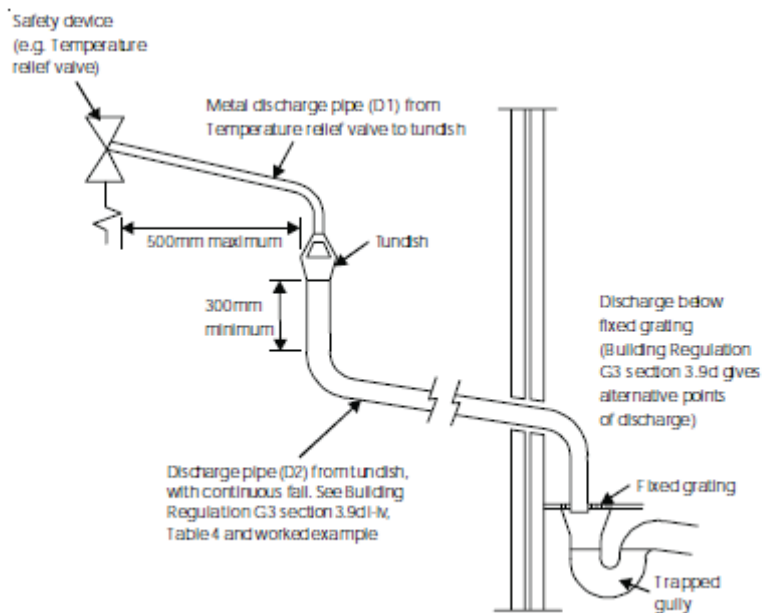 Safety device
(e.g. Temperature
relief valve)
Metal discharge pipe (D1) from
Temperature relief valve to tundish
500mm maximum
Tundish
300mm
minimum
Discharge below
fixed grating
(Building Regulation
G3 section 3.9d gives
alternative points
of discharge)
Discharge pipe (D2) from tundish,
with continuous fall. See Building
Regulation G3 section 3.9di-iv,
Table 4 and worked example
Fixed grating
Trapped
gully